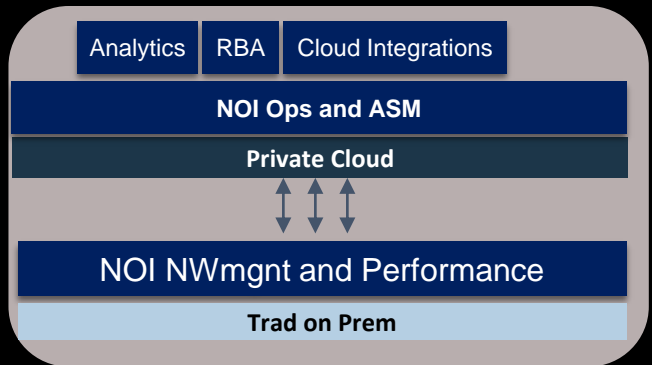 Analytics
RBA
Cloud Integrations
NOI Ops and ASM
Private Cloud
NOI NWmgnt and Performance
Trad on Prem